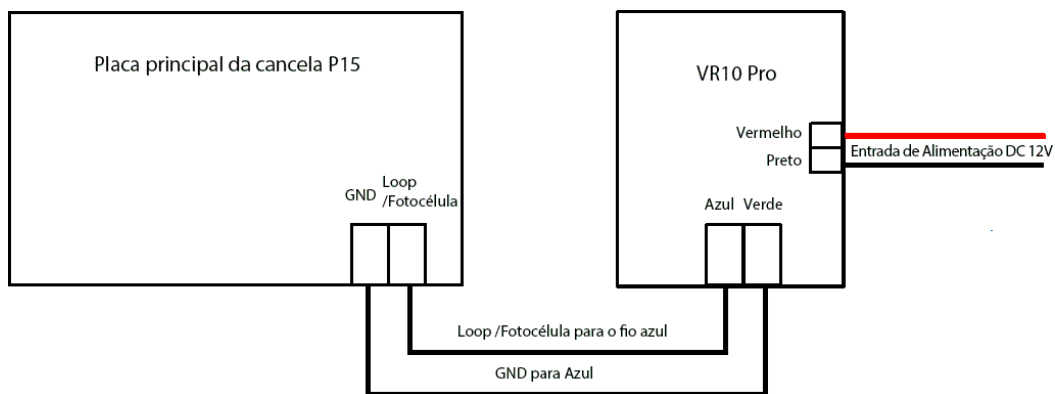 Placa principal da cancela P15
VR10 Pro
Vermelho
Preto
Entrada de Alimentação DC 12V
GND
Loop
/Fotocélula
Azul
Verde
Loop /Fotocélula para o fio azul
GND para Azul